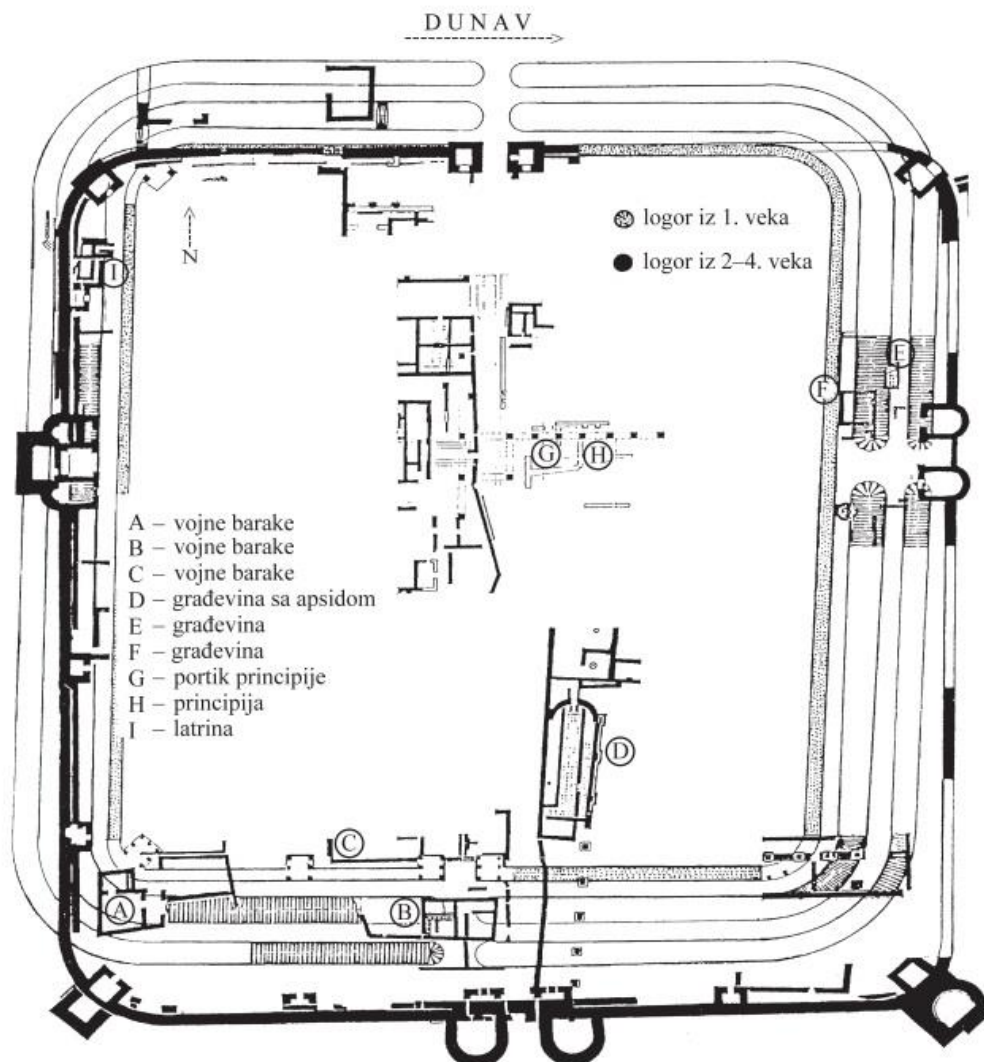 DUNAV
N
logor iz 1. veka
logor iz 2–4. veka
I
E
F
G
H
A – vojne barake
B – vojne barake
C – vojne barake
D – građevina sa apsidom
E – građevina
F – građevina
G – portik principije
H – principija
I – latrina
D
C
A
B